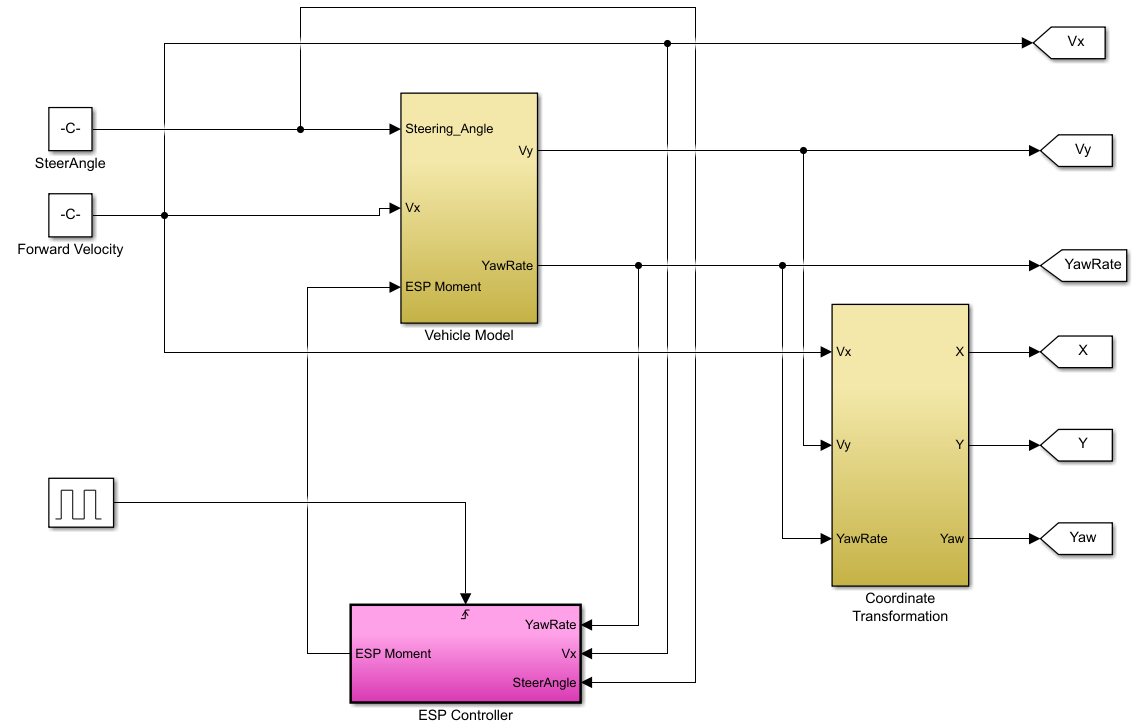 Vx
-C-
SteerAngle
Steering_Angle
Vy
Vy
-C-
Forward Velocity
Vx
YawRate
YawRate
ESP Moment
Vehicle Model
Vx
X
X
Vy
Y
Y
YawRate
Yaw
Yaw
Coordinate
Transformation
YawRate
ESP Moment
Vx
SteerAngle
ESP Controller